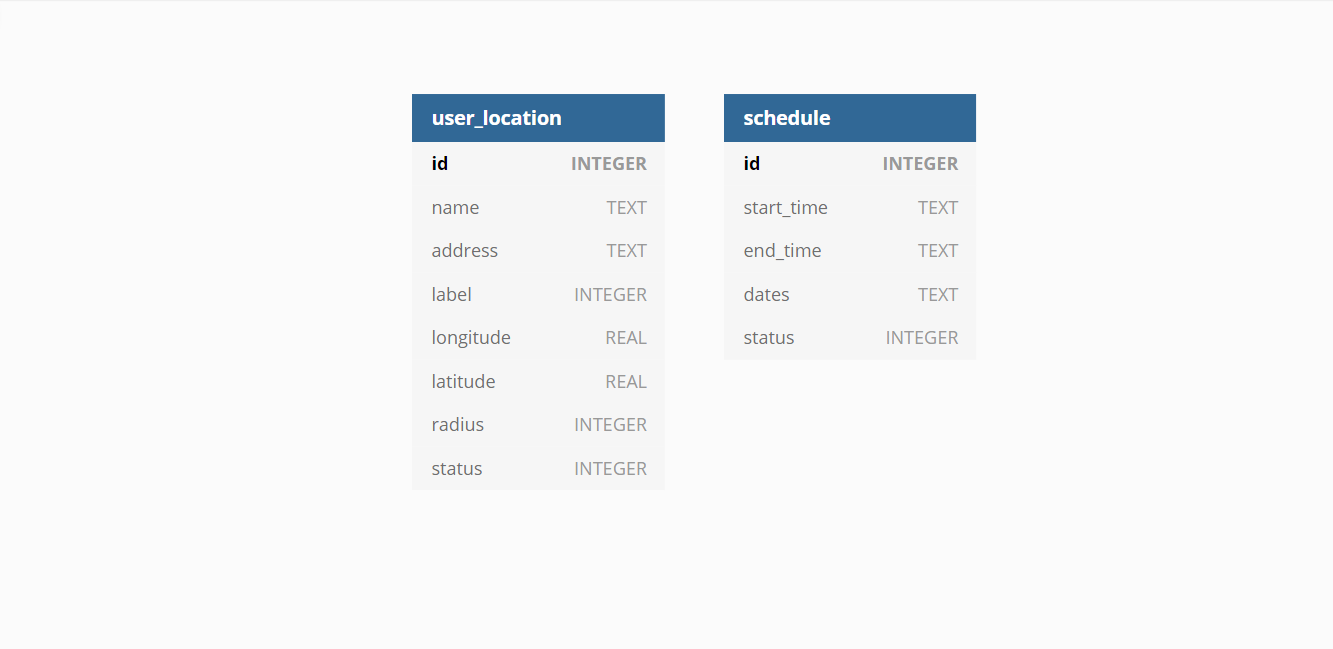 user_location
id INTEGER
name TEXT
address TEXT
label INTEGER
longitude REAL
latitude REAL
radius INTEGER
status INTEGER
schedule
id INTEGER
start_time TEXT
end_time TEXT
dates TEXT
status INTEGER